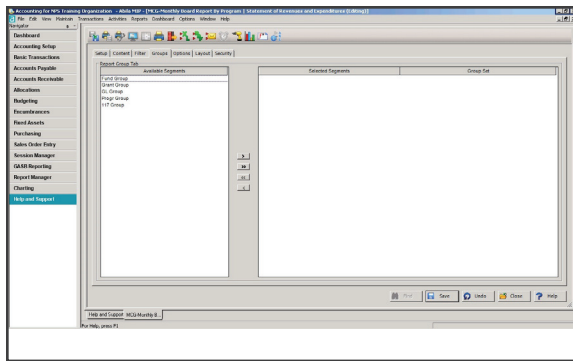 Accounting for NPS Training Organization - Abila MIP - [MCG-Monthly Board Report By Program ] Statement of Revenues and Expenditures (Editing)]
File Edit View Maintain Transactions Activities Reports Dashboard Options Window Help
Navigator
Dashboard
Accounting Setup
Basic Transactions
Accounts Payable
Accounts Receivable
Allocations
Budgeting
Encumbrances
Fixed Assets
Purchasing
Sales Order Entry
Session Manager
GASB Reporting
Report Manager
Charting
Help and Support
Setup Content Filter Groups Options Layout Security
Report Group Tab
Available Segments
Fund Group
Grant Group
GL Group
Progr Group
Selected Segments Group Set
>
>>
<<
<
Save Undo Close Help
Help and Support MCG-Monthly B...
For Help, press F1